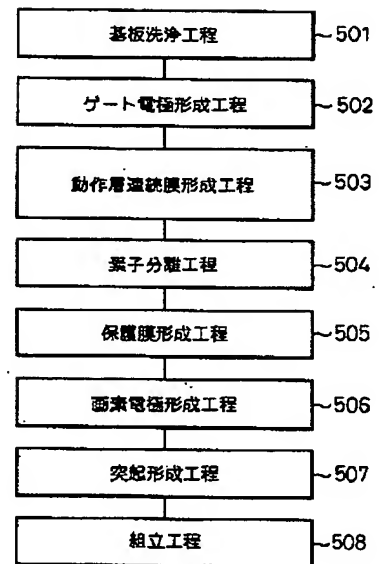 基板洗浄工程 501
ゲート電極形成工程 502
動作層連続膜形成工程 503
素子分離工程 504
保護膜形成工程 505
画素電極形成工程 506
突起形成工程 507
組立工程 508